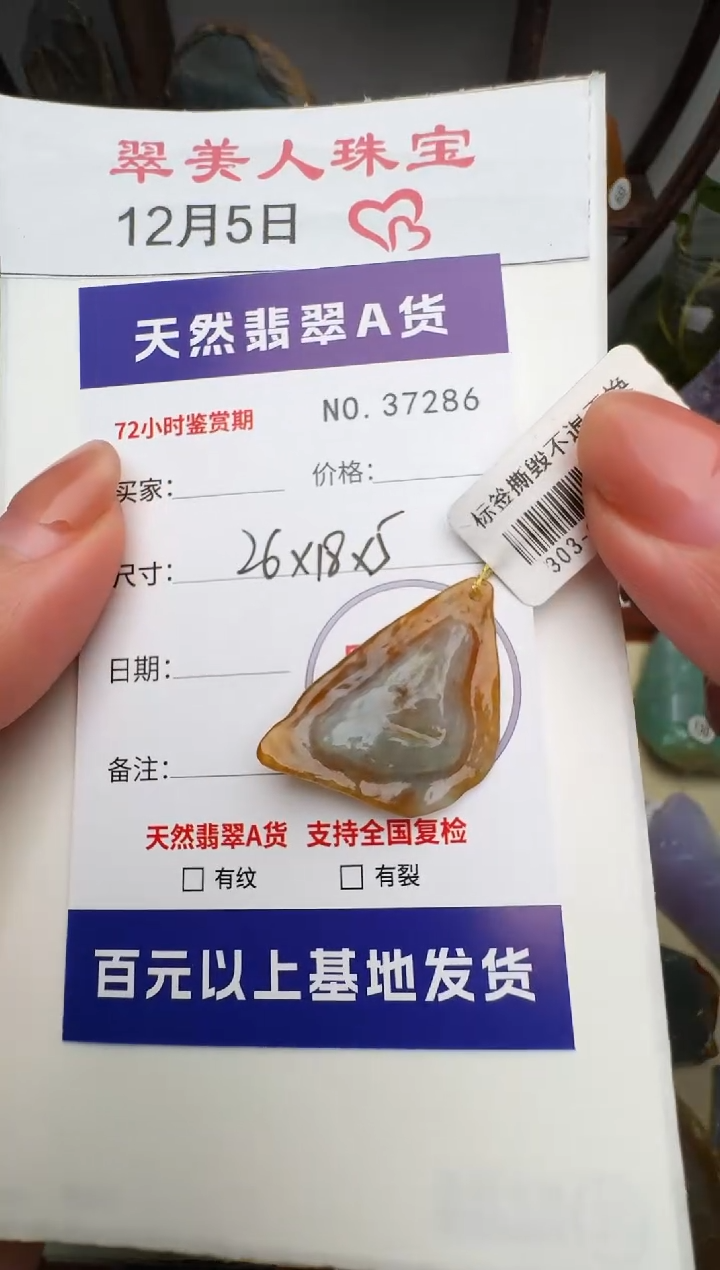 翠美人珠宝
12月5日
天然翡翠A货
72小时鉴赏期 NO. 37286
买家： 价格：
尺寸： 26×18×5
日期：
备注：
天然翡翠A货 支持全国复检
□ 有纹 □ 有裂
百元以上基地发货
标签撕毁不退
303-